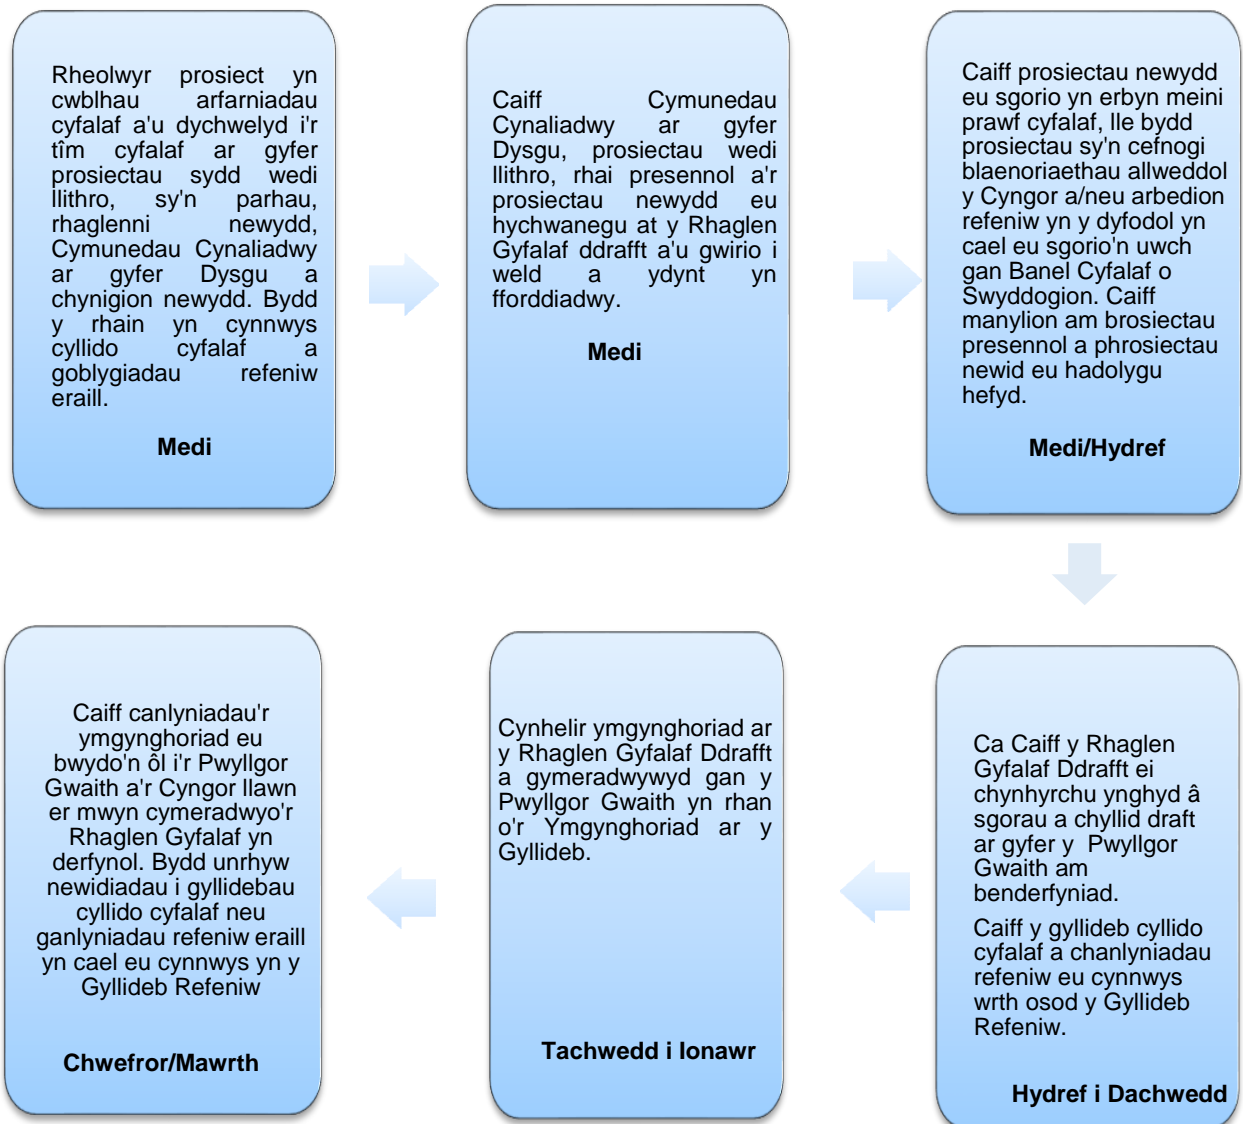 Rheolwyr prosiect yn
cwblhau arfarniadau
cyfalaf a'u dychwelyd i'r
tîm cyfalaf ar gyfer
prosiectau sydd wedi
llithro, sy'n parhau,
rhaglenni newydd,
Cymunedau Cynaliadwy
ar gyfer Dysgu a
chynigion newydd. Bydd
y rhain yn cynnwys
cyllido cyfalaf a
goblygiadau refeniw
eraill.
Medi
Caiff Cymunedau
Cynaliadwy ar gyfer
Dysgu, prosiectau wedi
llithro, rhai presennol a'r
prosiectau newydd eu
hychwanegu at y Rhaglen
Gyfalaf ddrafft a'u gwirio i
weld a ydynt yn
fforddiadwy.
Medi
Caiff prosiectau newydd
eu sgorio yn erbyn meini
prawf cyfalaf, lle bydd
prosiectau sy'n cefnogi
blaenoriaethau allweddol
y Cyngor a/neu arbedion
refeniw yn y dyfodol yn
cael eu sgorio'n uwch
gan Banel Cyfalaf o
Swyddogion. Caiff
manylion am brosiectau
presennol a phrosiectau
newid eu hadolygu
hefyd.
Medi/Hydref
Ca Caiff y Rhaglen
Gyfalaf Ddrafft ei
chynhyrchu ynghyd â
sgorau a chyllid draft
ar gyfer y Pwyllgor
Gwaith am
benderfyniad.
Caiff y gyllideb cyllido
cyfalaf a chanlyniadau
refeniw eu cynnwys
wrth osod y Gyllideb
Refeniw.
Hydref i Dachwedd
Cynhelir ymgynghoriad ar
y Rhaglen Gyfalaf Ddrafft
a gymeradwywyd gan y
Pwyllgor Gwaith yn rhan
o'r Ymgynghoriad ar y
Gyllideb.
Tachwedd i Ionawr
Caiff canlyniadau'r
ymgynghoriad eu
bwydo'n ôl i'r Pwyllgor
Gwaith a'r Cyngor llawn
er mwyn cymeradwyo'r
Rhaglen Gyfalaf yn
derfynol. Bydd unrhyw
newidiadau i gyllidebau
cyllido cyfalaf neu
ganlyniadau refeniw eraill
yn cael eu cynnwys yn y
Gyllideb Refeniw
Chwefror/Mawrth